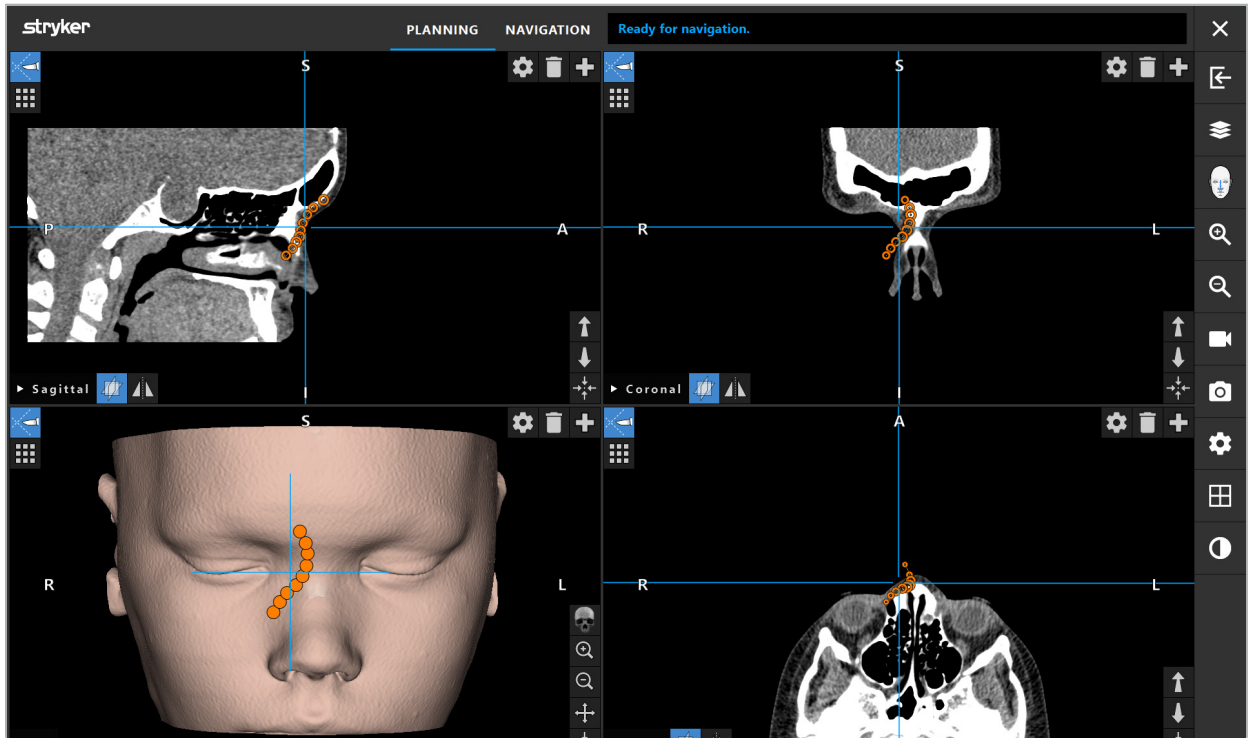 stryker
PLANNING NAVIGATION Ready for navigation.
S S
P A R L
Sagittal I Coronal I
S A
R L R L